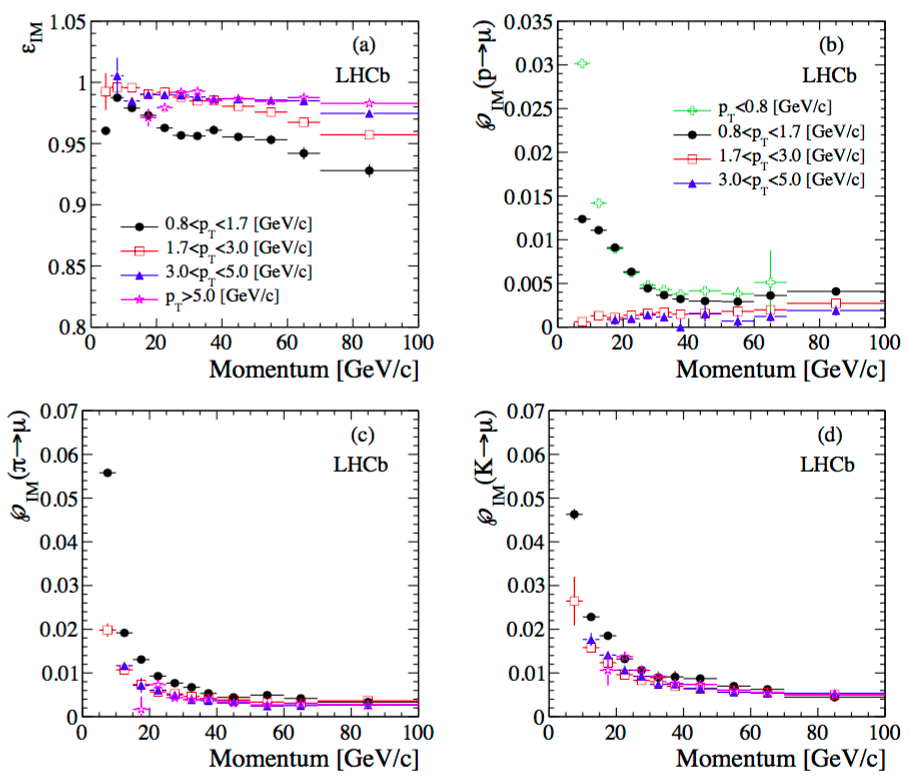 1.05
1
0.95
0.9
0.85
0.8
ε_IM
(a)
LHCb
0.8<p_T<1.7 [GeV/c]
1.7<p_T<3.0 [GeV/c]
3.0<p_T<5.0 [GeV/c]
p_T>5.0 [GeV/c]
0 20 40 60 80 100
Momentum [GeV/c]
0.035
0.03
0.025
0.02
0.015
0.01
0.005
0
℘_IM(p→μ)
(b)
LHCb
p_T<0.8 [GeV/c]
0.8<p_T<1.7 [GeV/c]
1.7<p_T<3.0 [GeV/c]
3.0<p_T<5.0 [GeV/c]
0 20 40 60 80 100
Momentum [GeV/c]
0.07
0.06
0.05
0.04
0.03
0.02
0.01
0
℘_IM(π→μ)
(c)
LHCb
0 20 40 60 80 100
Momentum [GeV/c]
0.07
0.06
0.05
0.04
0.03
0.02
0.01
0
℘_IM(K→μ)
(d)
LHCb
0 20 40 60 80 100
Momentum [GeV/c]